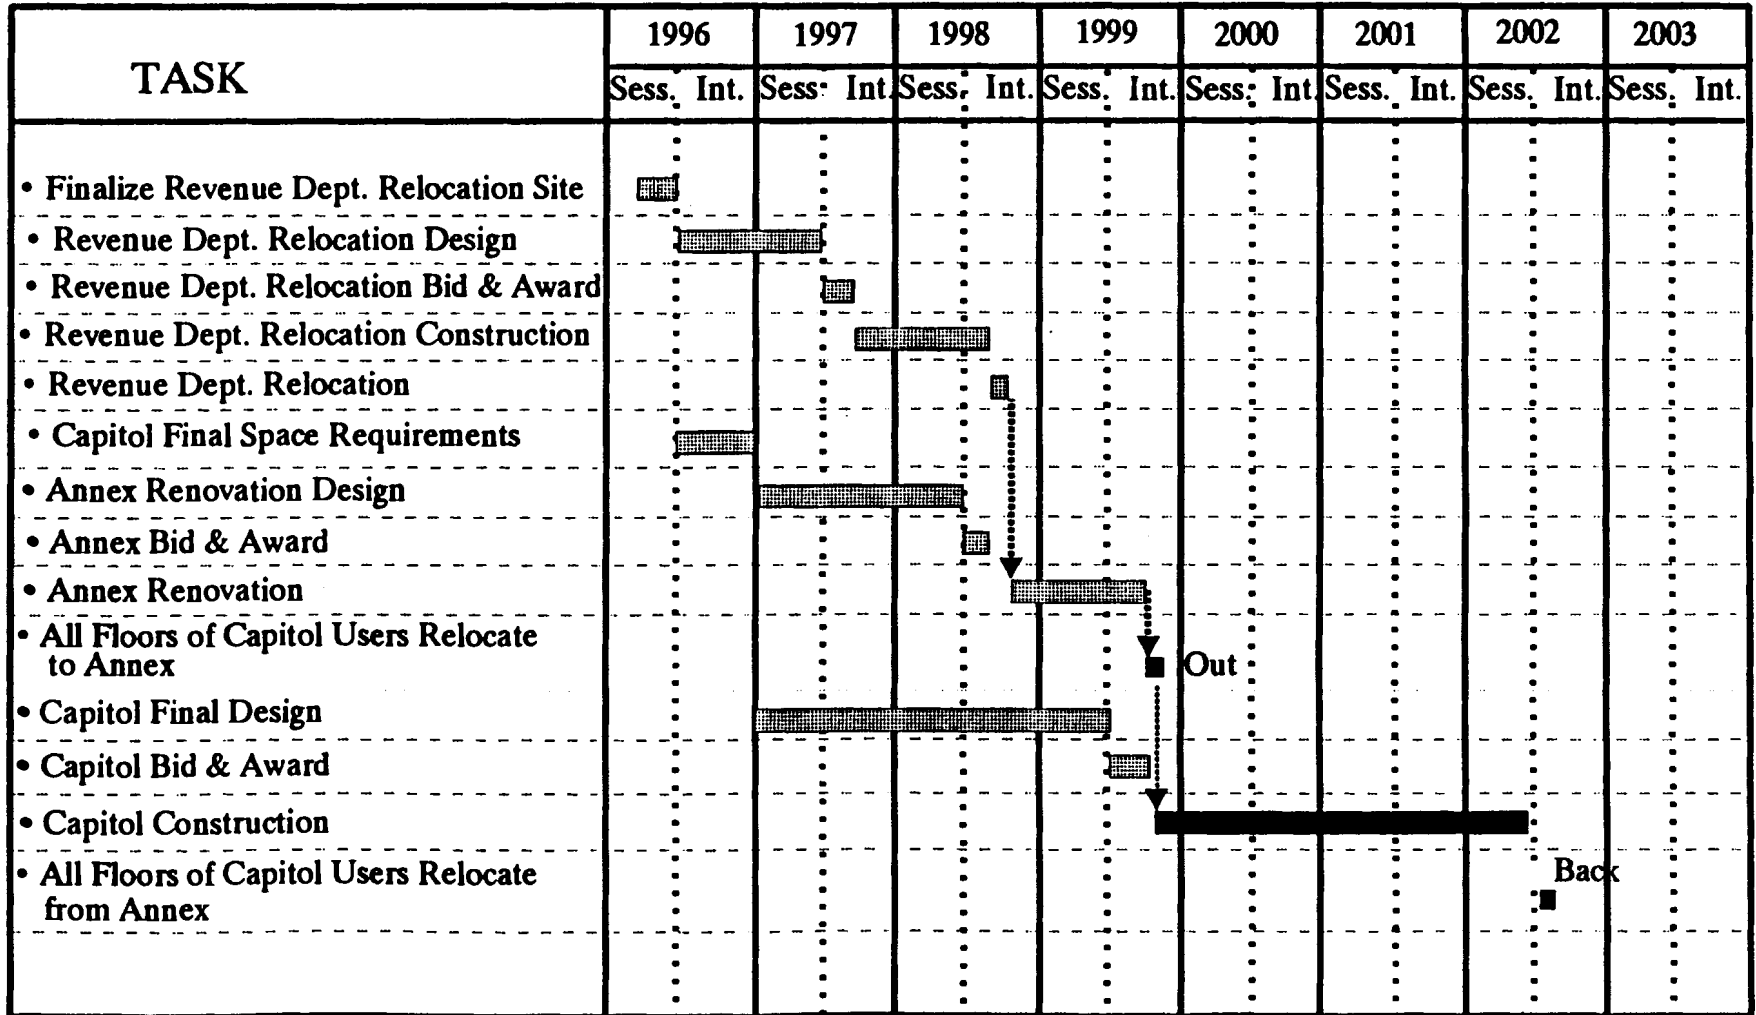 TASK
1996 1997 1998 1999 2000 2001 2002 2003
Sess. Int. Sess. Int. Sess. Int. Sess. Int. Sess. Int. Sess. Int. Sess. Int. Sess. Int.
• Finalize Revenue Dept. Relocation Site
• Revenue Dept. Relocation Design
• Revenue Dept. Relocation Bid & Award
• Revenue Dept. Relocation Construction
• Revenue Dept. Relocation
• Capitol Final Space Requirements
• Annex Renovation Design
• Annex Bid & Award
• Annex Renovation
• All Floors of Capitol Users Relocate
to Annex
Out
• Capitol Final Design
• Capitol Bid & Award
• Capitol Construction
• All Floors of Capitol Users Relocate
from Annex
Back